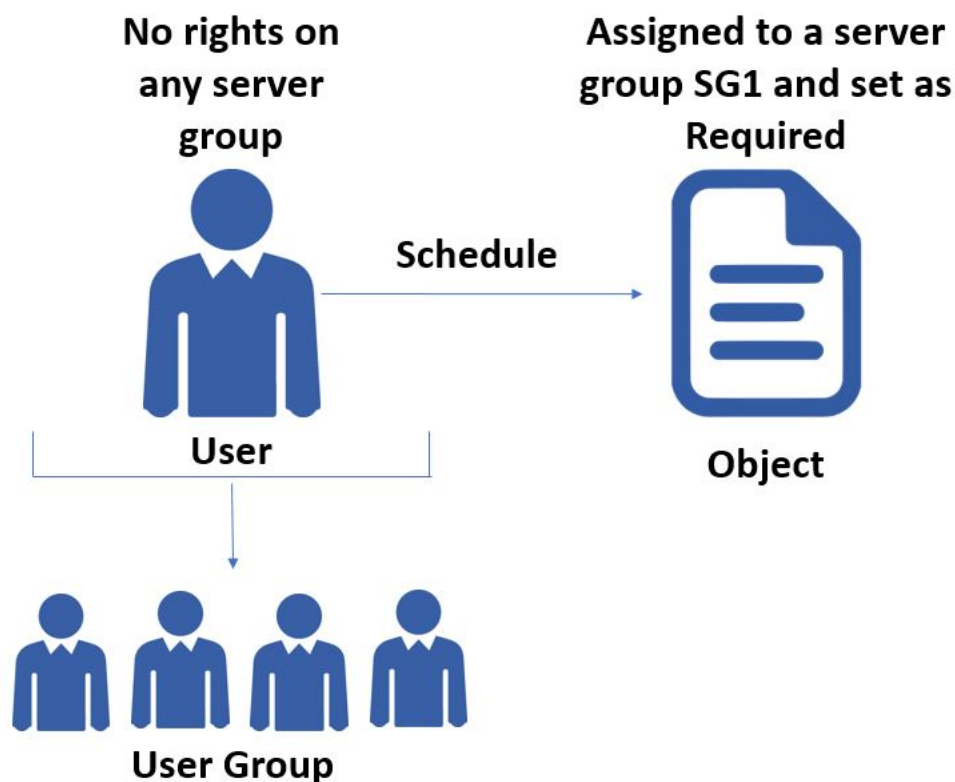 No rights on
any server
group
Assigned to a server
group SG1 and set as
Required
Schedule
User
Object
User Group